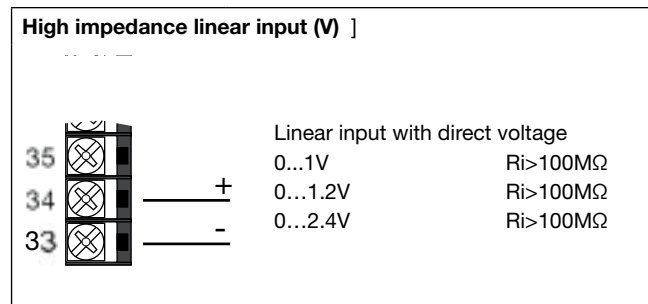 High impedance linear input (V) ]
Linear input with direct voltage
35
0...1V Ri>100MΩ
34 + 0…1.2V Ri>100MΩ
33 - 0…2.4V Ri>100MΩ